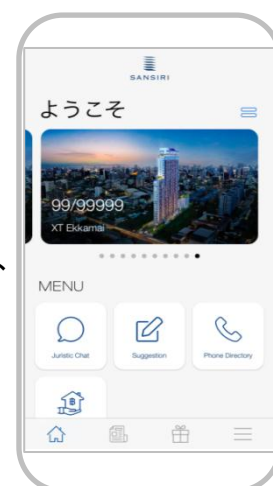 SANSIRI
ようこそ
99/99999
XT Ekkamai
MENU
Juristic Chat
Suggestion
Phone Directory
B